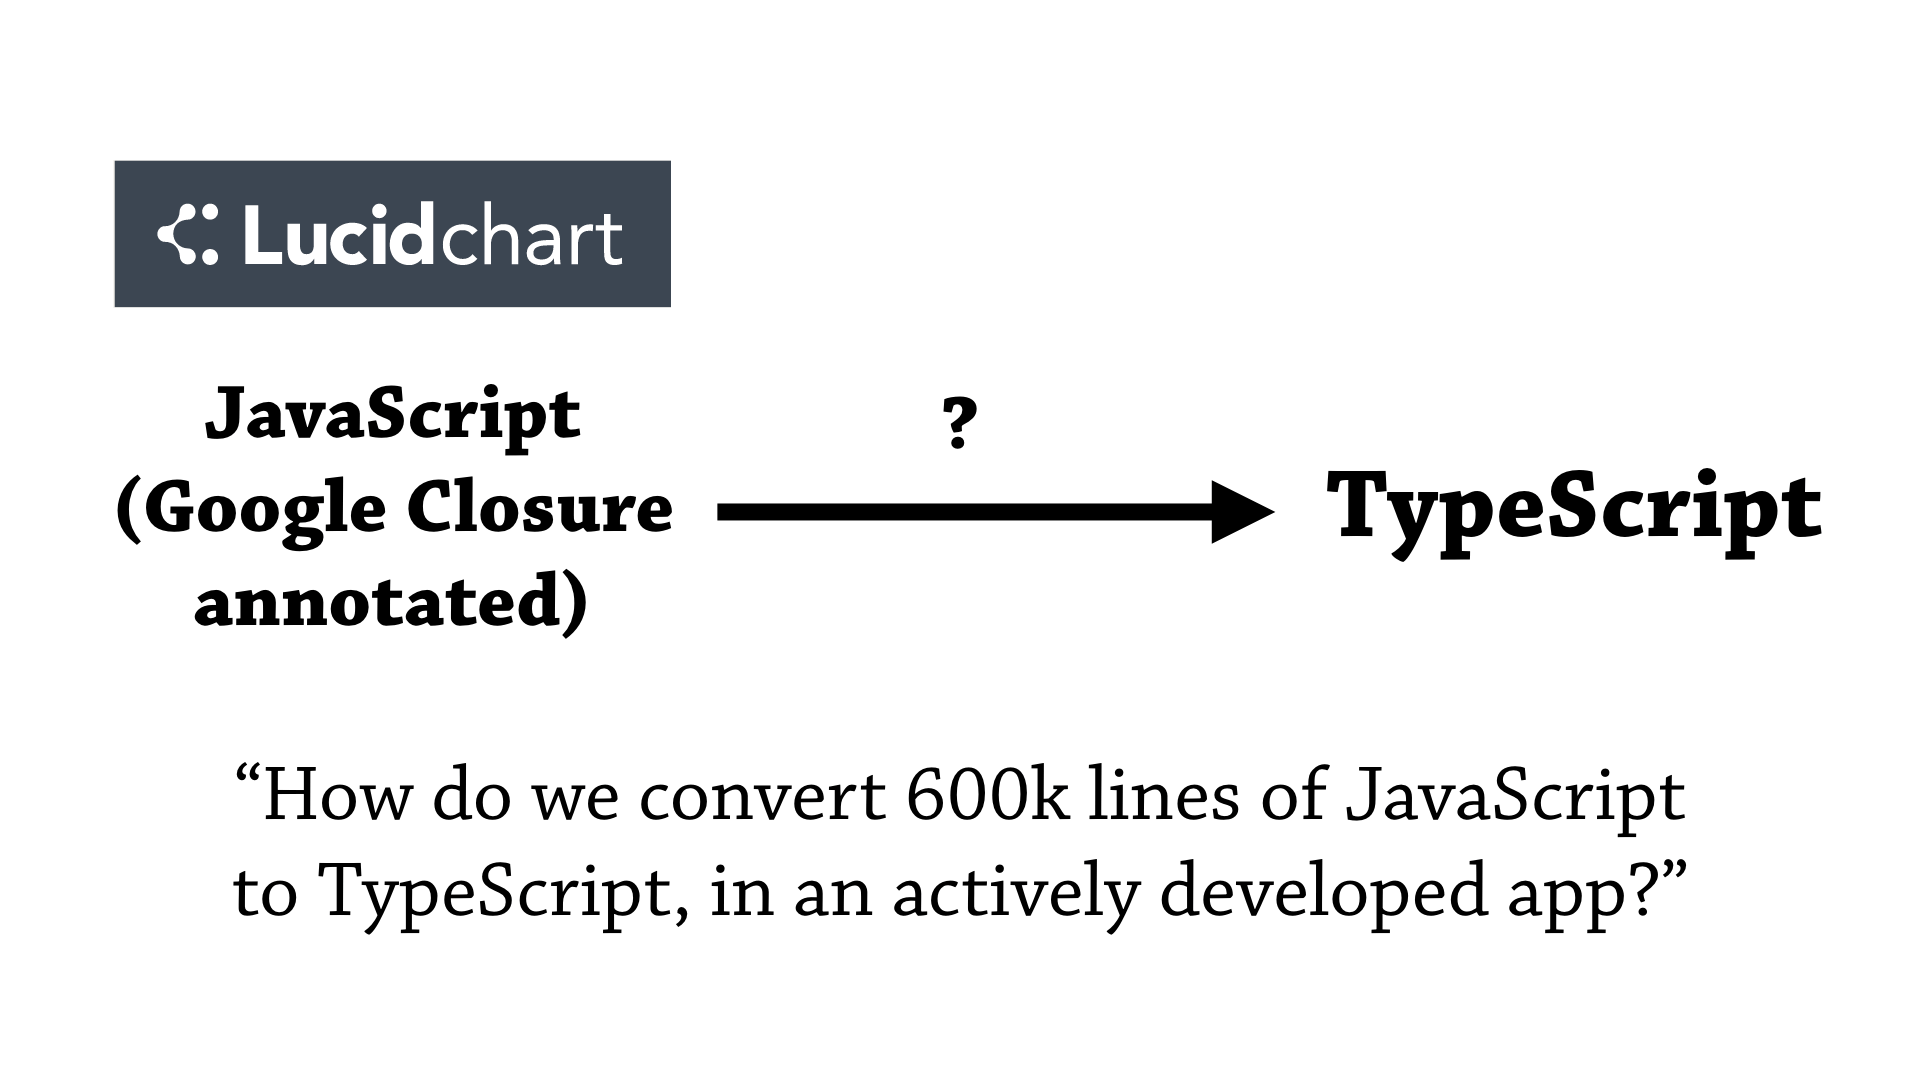 Lucidchart
JavaScript
(Google Closure
annotated)
?
TypeScript
“How do we convert 600k lines of JavaScript
to TypeScript, in an actively developed app?”